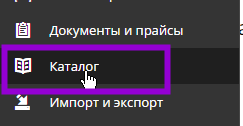 Документы и прайсы
Каталог
Импорт и экспорт